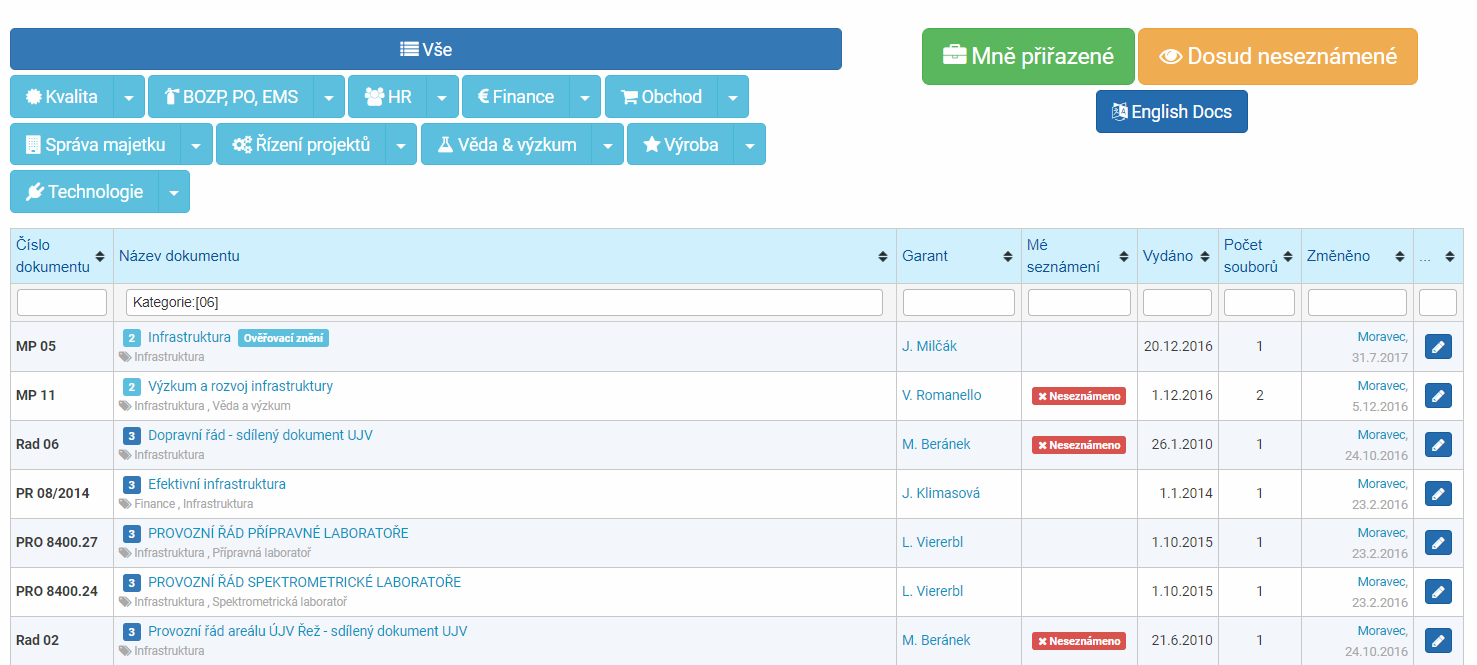 Vše
Mně přiřazené
Dosud neseznámené
Kvalita
BOZP, PO, EMS
HR
Finance
Obchod
English Docs
Správa majetku
Řízení projektů
Věda & výzkum
Výroba
Technologie
Číslo dokumentu
Název dokumentu
Garant
Mé seznámení
Vydáno
Počet souborů
Změněno
...
Kategorie:[06]
MP 05
2 Infrastruktura Ověřovací znění
Infrastruktura
J. Milčák
20.12.2016
1
Moravec,
31.7.2017
MP 11
2 Výzkum a rozvoj infrastruktury
Infrastruktura , Věda a výzkum
V. Romanello
Neseznámeno
1.12.2016
2
Moravec,
5.12.2016
Rad 06
3 Dopravní řád - sdílený dokument UJV
Infrastruktura
M. Beránek
Neseznámeno
26.1.2010
1
Moravec,
24.10.2016
PR 08/2014
3 Efektivní infrastruktura
Finance , Infrastruktura
J. Klimasová
1.1.2014
1
Moravec,
23.2.2016
PRO 8400.27
3 PROVOZNÍ ŘÁD PŘÍPRAVNÉ LABORATOŘE
Infrastruktura , Přípravná laboratoř
L. Viererbl
1.10.2015
1
Moravec,
23.2.2016
PRO 8400.24
3 PROVOZNÍ ŘÁD SPEKTROMETRICKÉ LABORATOŘE
Infrastruktura , Spektrometrická laboratoř
L. Viererbl
1.10.2015
1
Moravec,
23.2.2016
Rad 02
3 Provozní řád areálu ÚJV Řež - sdílený dokument UJV
Infrastruktura
M. Beránek
Neseznámeno
21.6.2010
1
Moravec,
24.10.2016